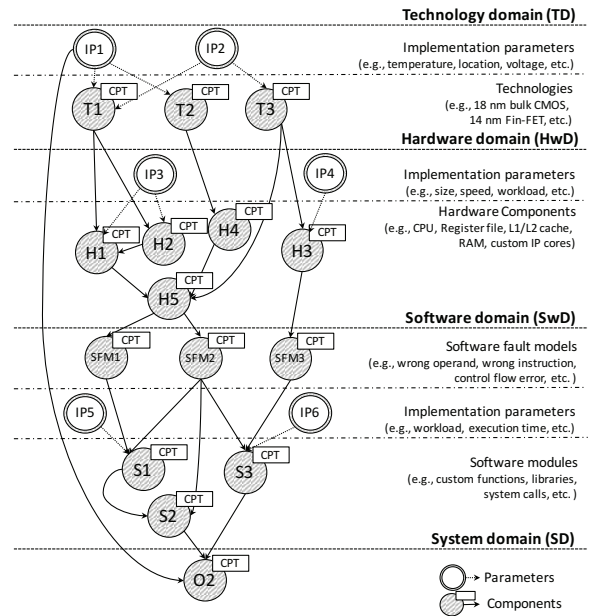 Technology domain (TD)
IP1
IP2
Implementation parameters
(e.g., temperature, location, voltage, etc.)
CPT
CPT
CPT
Technologies
T1
T2
T3
(e.g., 18 nm bulk CMOS,
14 nm Fin-FET, etc.)
Hardware domain (HwD)
IP3
IP4
Implementation parameters
(e.g., size, speed, workload, etc.)
Hardware Components
CPT
CPT
CPT
CPT
H1
H2
H4
H3
(e.g., CPU, Register file, L1/L2 cache,
RAM, custom IP cores)
CPT
H5
Software domain (SwD)
CPT
CPT
CPT
SFM1
SFM2
SFM3
Software fault models
(e.g., wrong operand, wrong instruction,
control flow error, etc. )
IP5
IP6
Implementation parameters
(e.g., workload, execution time, etc.)
CPT
CPT
S1
S3
Software modules
(e.g., custom functions, libraries,
system calls, etc. )
CPT
S2
System domain (SD)
CPT
O2
Parameters
Components